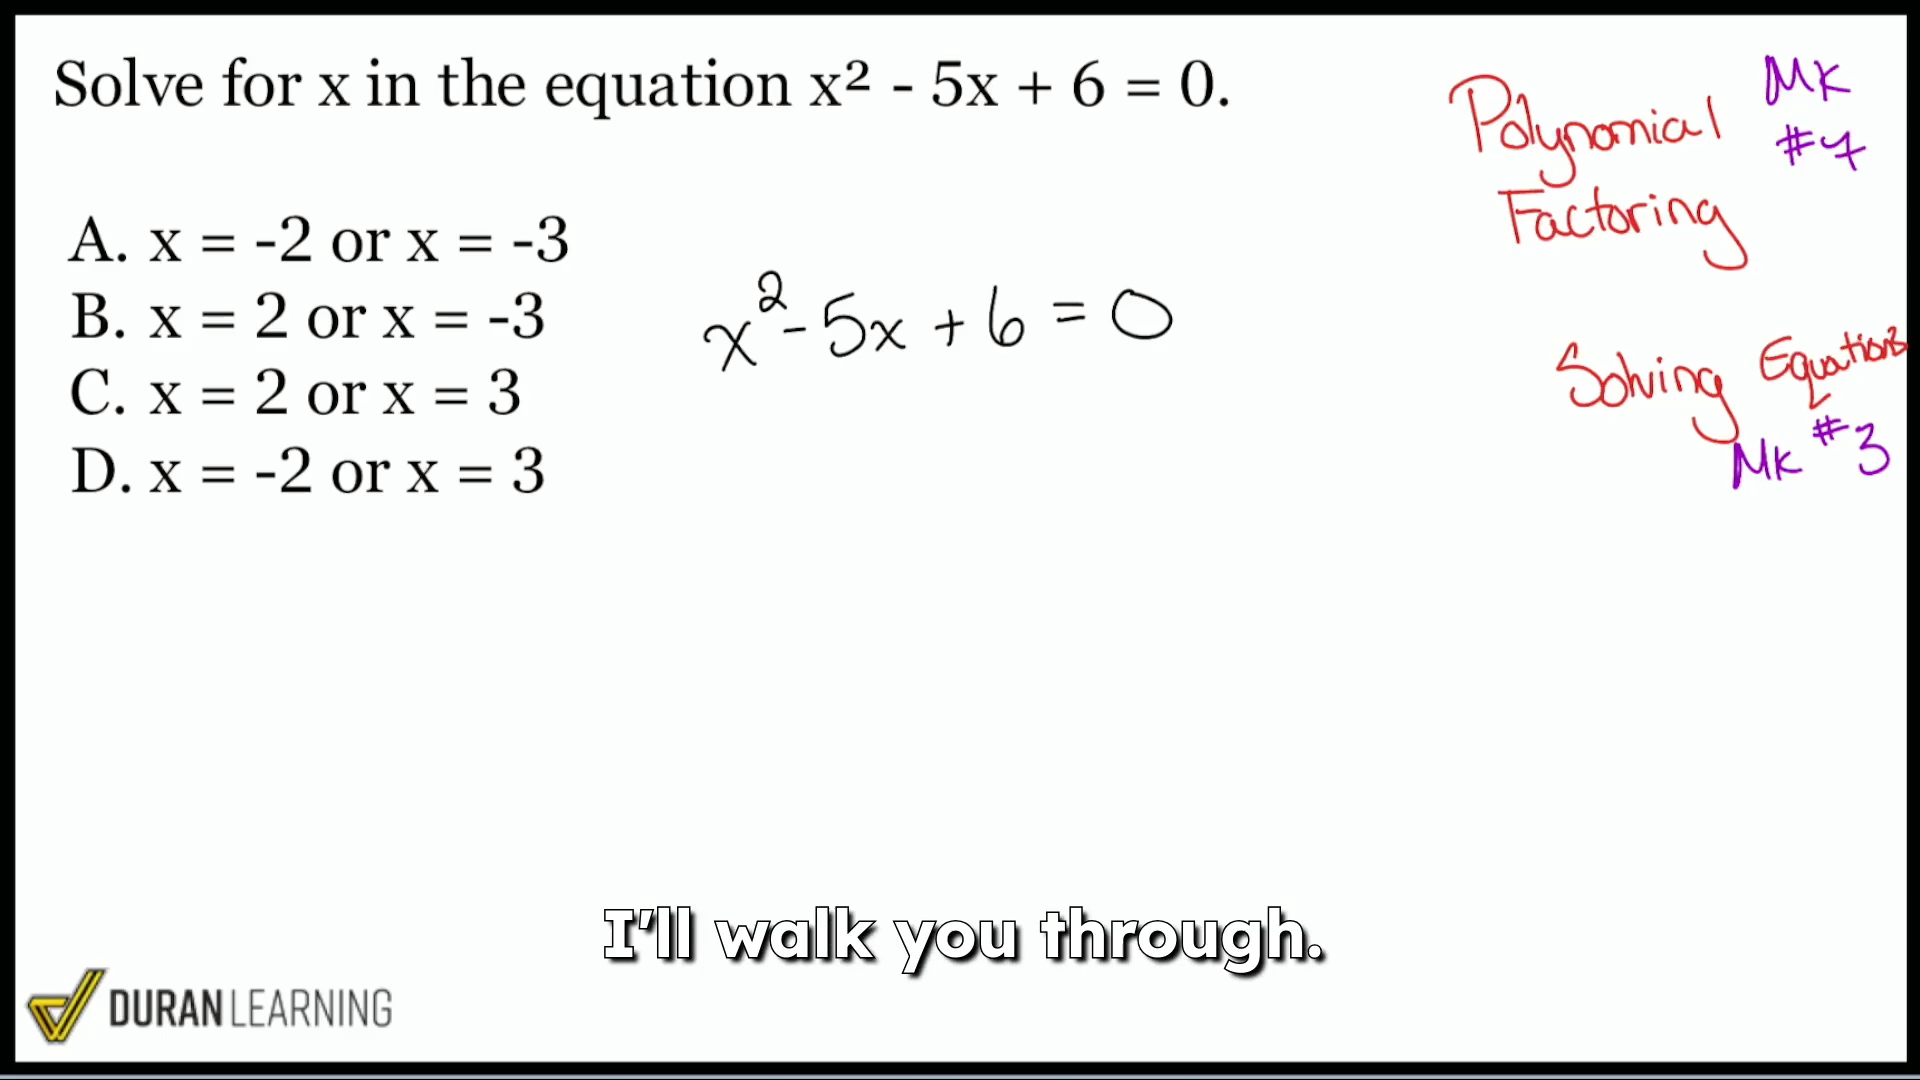 Solve for x in the equation x² - 5x + 6 = 0.
A. x = -2 or x = -3
B. x = 2 or x = -3
C. x = 2 or x = 3
D. x = -2 or x = 3
x² - 5x + 6 = 0
Polynomial
Factoring
MK
#7
Solving Equations
MK #3
I'll walk you through.
DURAN LEARNING